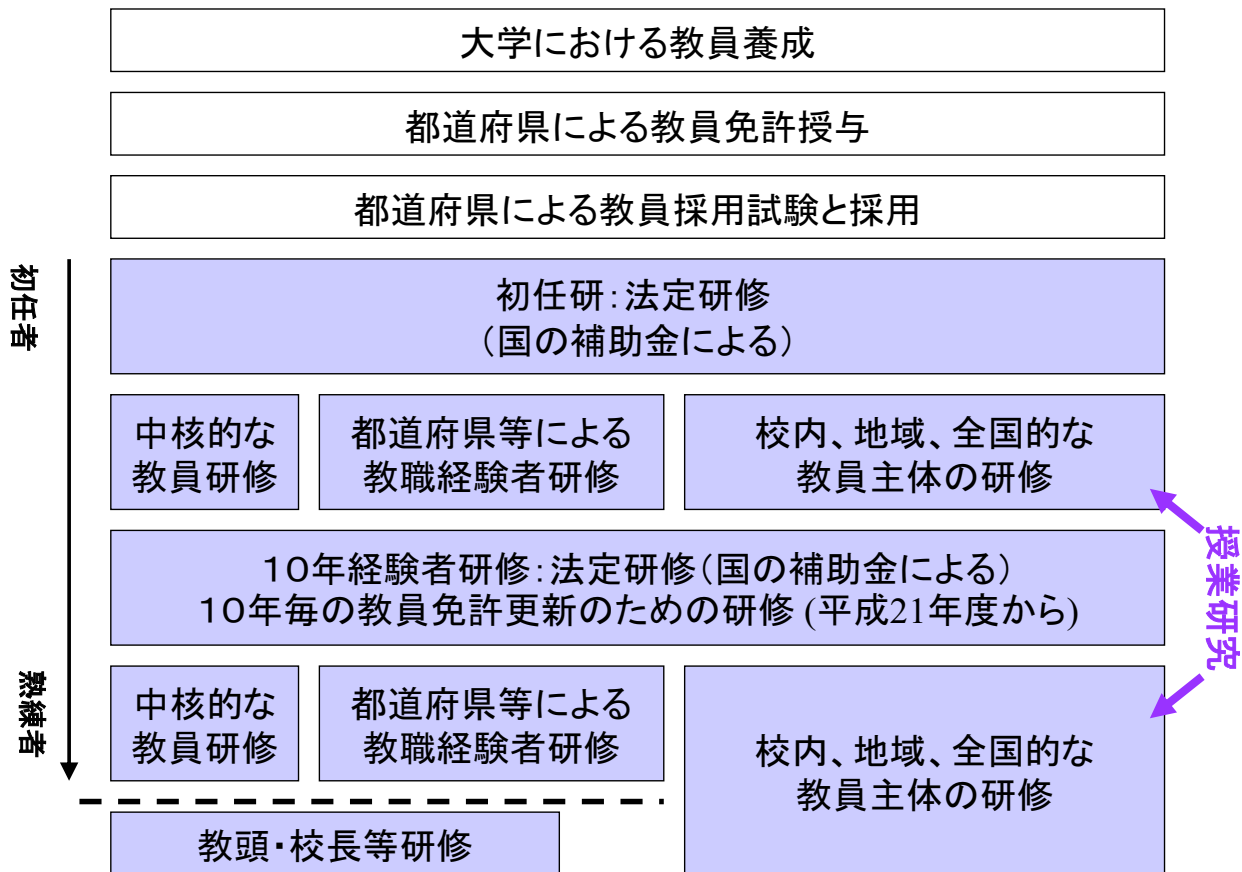 大学における教員養成
都道府県による教員免許授与
都道府県による教員採用試験と採用
初任者
初任研：法定研修
（国の補助金による）
中核的な
教員研修
都道府県等による
教職経験者研修
校内、地域、全国的な
教員主体の研修
授業研究
１０年経験者研修：法定研修（国の補助金による）
１０年毎の教員免許更新のための研修 (平成21年度から)
熟練者
中核的な
教員研修
都道府県等による
教職経験者研修
校内、地域、全国的な
教員主体の研修
教頭・校長等研修